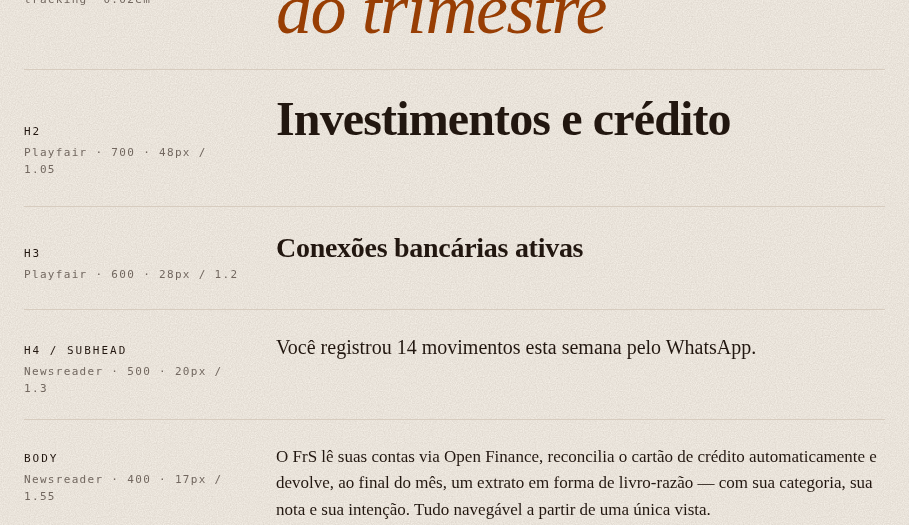 tracking -0.02em
do trimestre
H2
Playfair · 700 · 48px /
1.05
Investimentos e crédito
H3
Playfair · 600 · 28px / 1.2
Conexões bancárias ativas
H4 / SUBHEAD
Newsreader · 500 · 20px /
1.3
Você registrou 14 movimentos esta semana pelo WhatsApp.
BODY
Newsreader · 400 · 17px /
1.55
O FrS lê suas contas via Open Finance, reconcilia o cartão de crédito automaticamente e
devolve, ao final do mês, um extrato em forma de livro-razão — com sua categoria, sua
nota e sua intenção. Tudo navegável a partir de uma única vista.